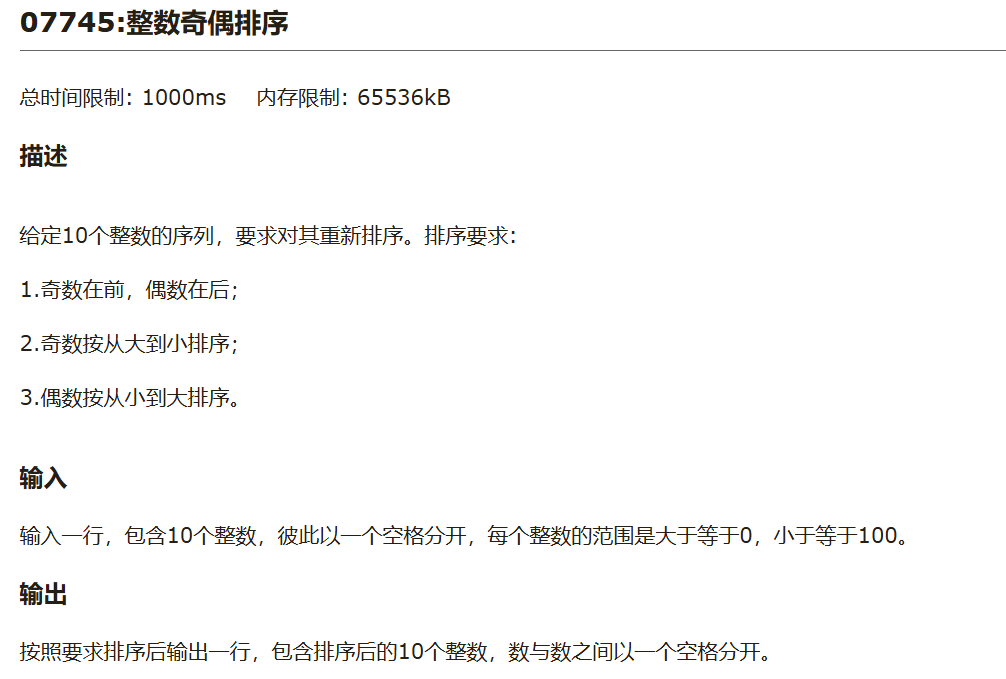 07745:整数奇偶排序
总时间限制: 1000ms 内存限制: 65536kB
描述
给定10个整数的序列，要求对其重新排序。排序要求:
1.奇数在前，偶数在后；
2.奇数按从大到小排序；
3.偶数按从小到大排序。
输入
输入一行，包含10个整数，彼此以一个空格分开，每个整数的范围是大于等于0，小于等于100。
输出
按照要求排序后输出一行，包含排序后的10个整数，数与数之间以一个空格分开。